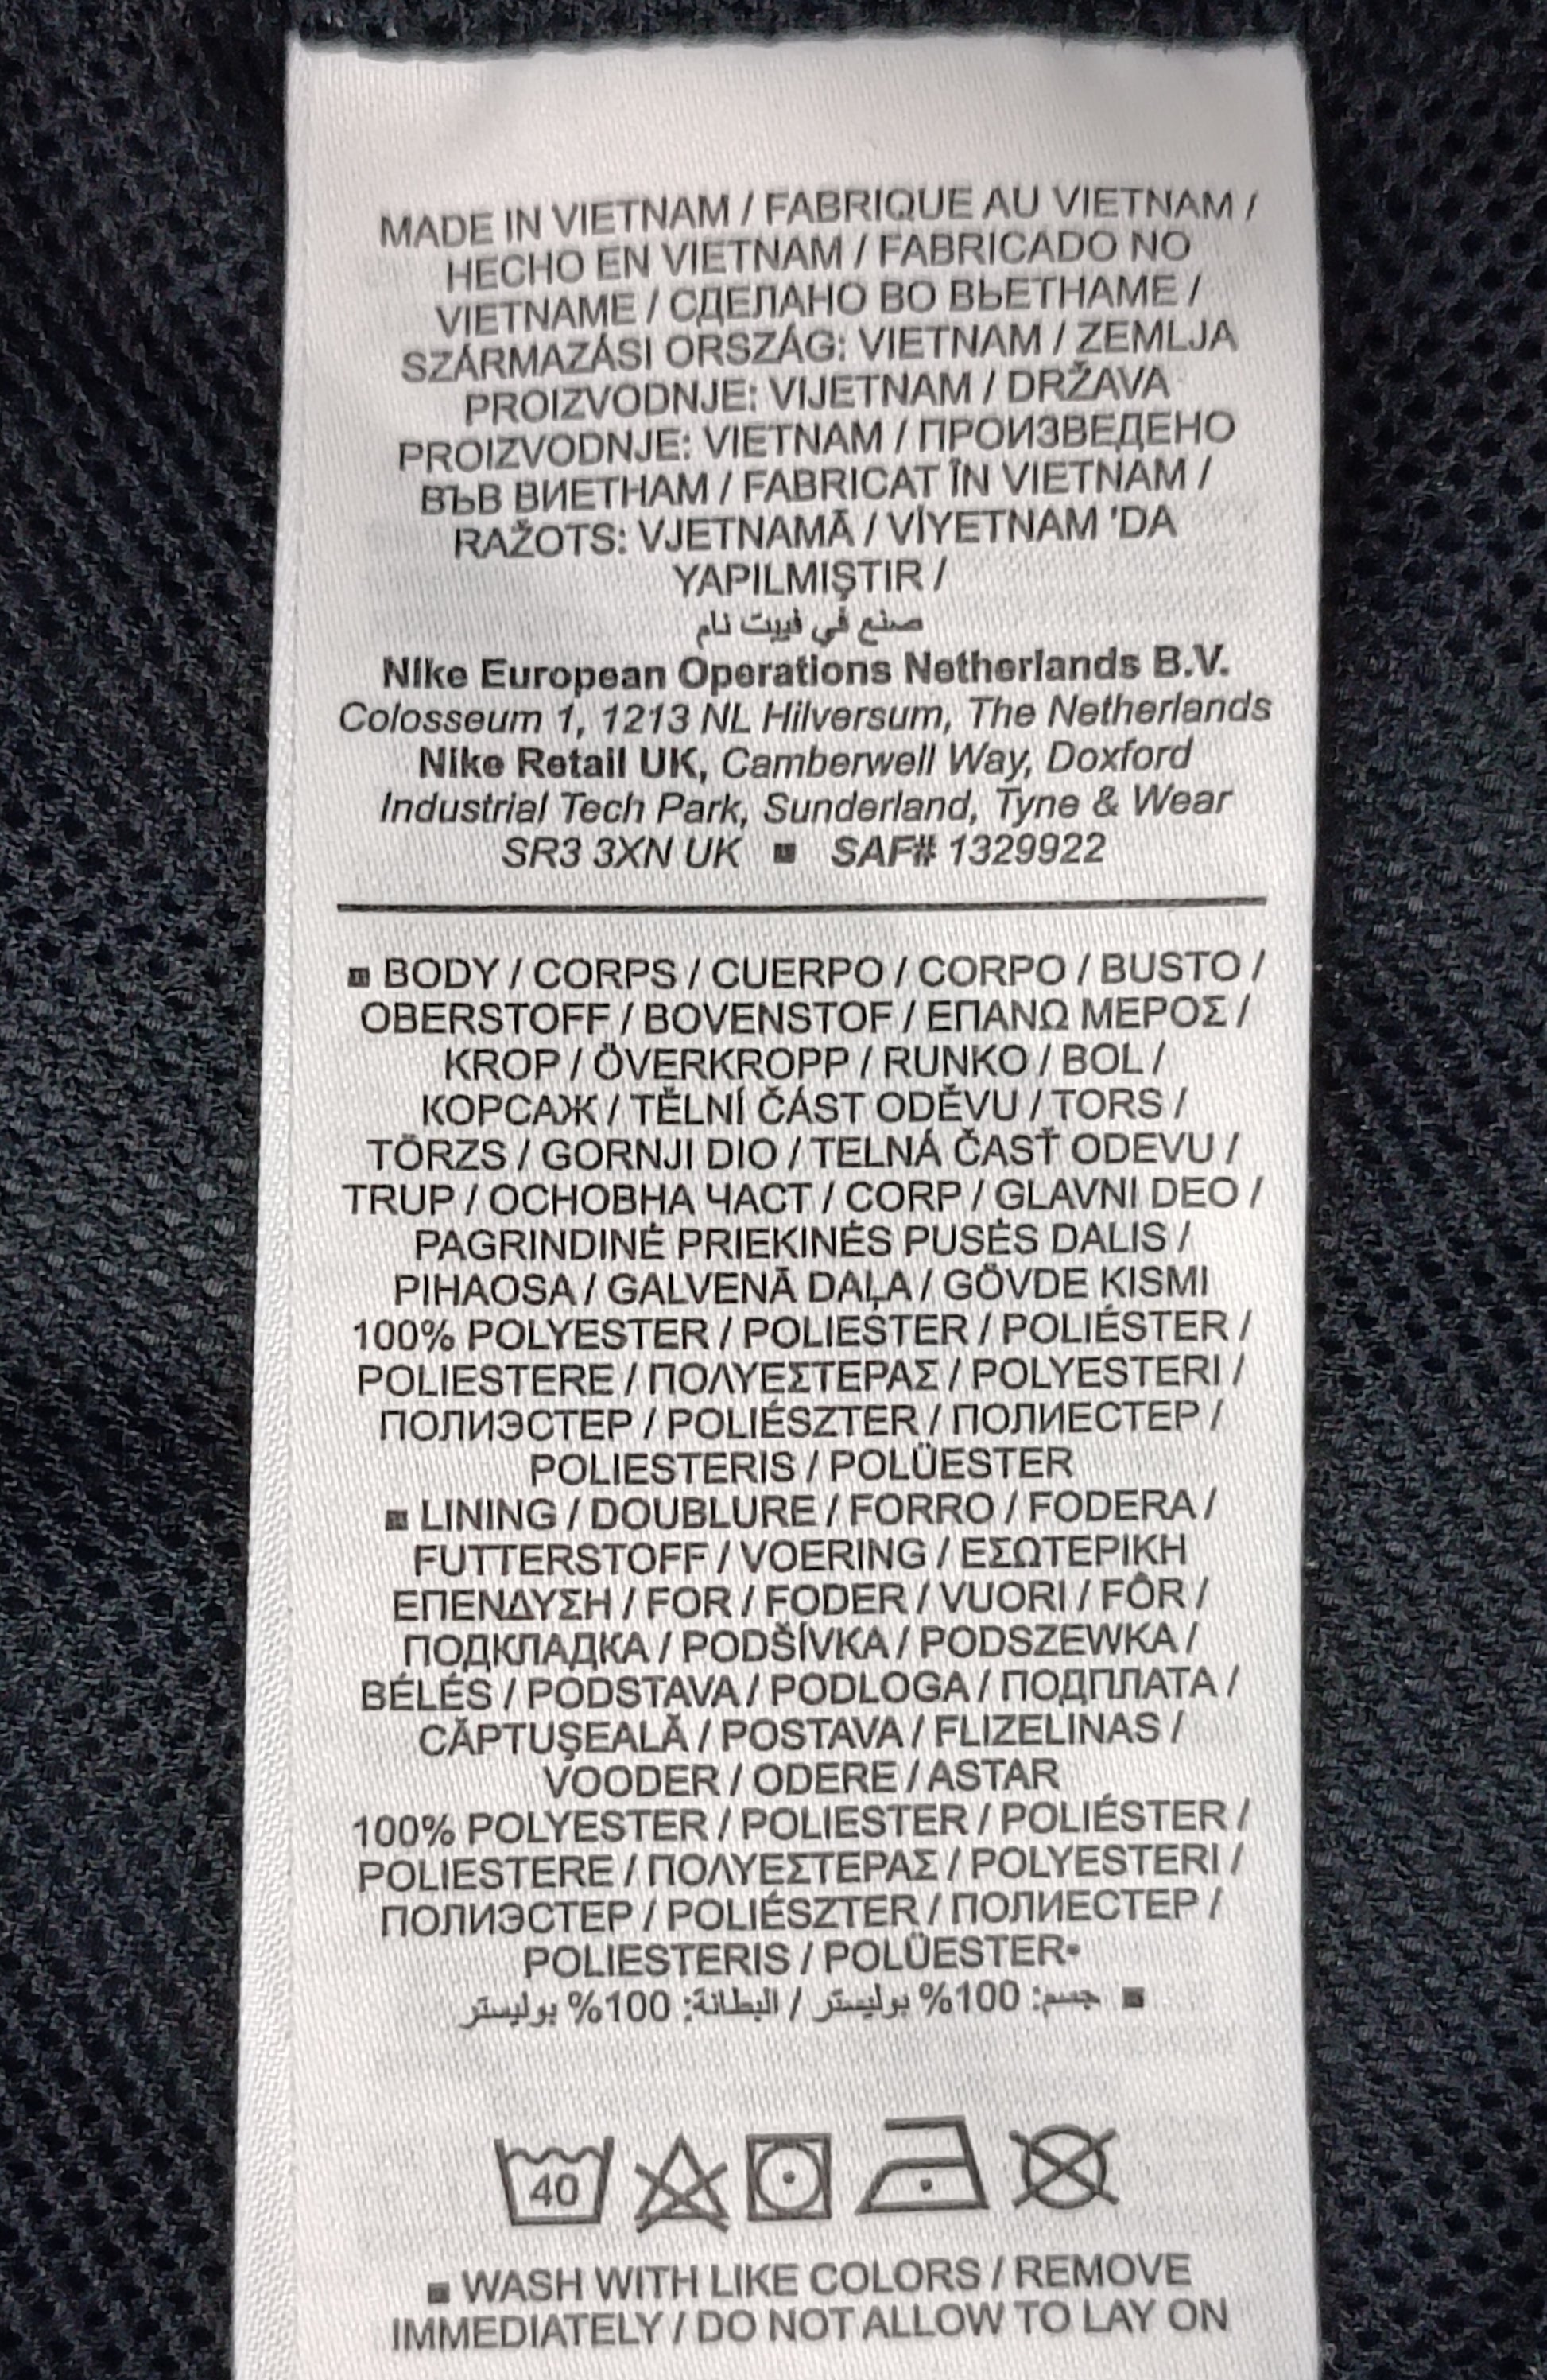 MADE IN VIETNAM / FABRIQUE AU VIETNAM /
HECHO EN VIETNAM / FABRICADO NO
VIETNAME / СДЕЛАНО ВО ВЬЕТНАМЕ /
SZÁRMAZÁSI ORSZÁG: VIETNAM / ZEMLJA
PROIZVODNJE: VIJETNAM / DRŽAVA
PROIZVODNJE: VIETNAM / ПРОИЗВЕДЕНО
ВЪВ ВИЕТНАМ / FABRICAT ÎN VIETNAM /
RAŽOTS: VJETNAMĀ / VİYETNAM 'DA
YAPILMIŞTIR /
صنع في فييت نام
Nike European Operations Netherlands B.V.
Colosseum 1, 1213 NL Hilversum, The Netherlands
Nike Retail UK, Camberwell Way, Doxford
Industrial Tech Park, Sunderland, Tyne & Wear
SR3 3XN UK ■ SAF# 1329922
■ BODY / CORPS / CUERPO / CORPO / BUSTO /
OBERSTOFF / BOVENSTOF / ΕΠΑΝΩ ΜΕΡΟΣ /
KROP / ÖVERKROPP / RUNKO / BOL /
КОРСАЖ / TĚLNÍ ČÁST ODĚVU / TORS /
TÖRZS / GORNJI DIO / TELNÁ ČASŤ ODEVU /
TRUP / ОСНОВНА ЧАСТ / CORP / GLAVNI DEO /
PAGRINDINĖ PRIEKINĖS PUSĖS DALIS /
PIHAOSA / GALVENĀ DAĻA / GÖVDE KISMI
100% POLYESTER / POLIESTER / POLIÉSTER /
POLIESTERE / ΠΟΛΥΕΣΤΕΡΑΣ / POLYESTERI /
ПОЛИЭСТЕР / POLIÉSZTER / ПОЛИЕСТЕР /
POLIESTERIS / POLÜESTER
■ LINING / DOUBLURE / FORRO / FODERA /
FUTTERSTOFF / VOERING / ΕΣΩΤΕΡΙΚΗ
ΕΠΕΝΔΥΣΗ / FOR / FODER / VUORI / FÔR /
ПОДКЛАДКА / PODŠÍVKA / PODSZEWKA /
BÉLÉS / PODSTAVA / PODLOGA / ПОДПЛАТА /
CĂPTUŞEALĂ / POSTAVA / FLIZELINAS /
VOODER / ODERE / ASTAR
100% POLYESTER / POLIESTER / POLIÉSTER /
POLIESTERE / ΠΟΛΥΕΣΤΕΡΑΣ / POLYESTERI /
ПОЛИЭСТЕР / POLIÉSZTER / ПОЛИЕСТЕР /
POLIESTERIS / POLÜESTER•
■ جسم: 100% بوليستر / البطانة: 100% بوليستر
40
■ WASH WITH LIKE COLORS / REMOVE
IMMEDIATELY / DO NOT ALLOW TO LAY ON